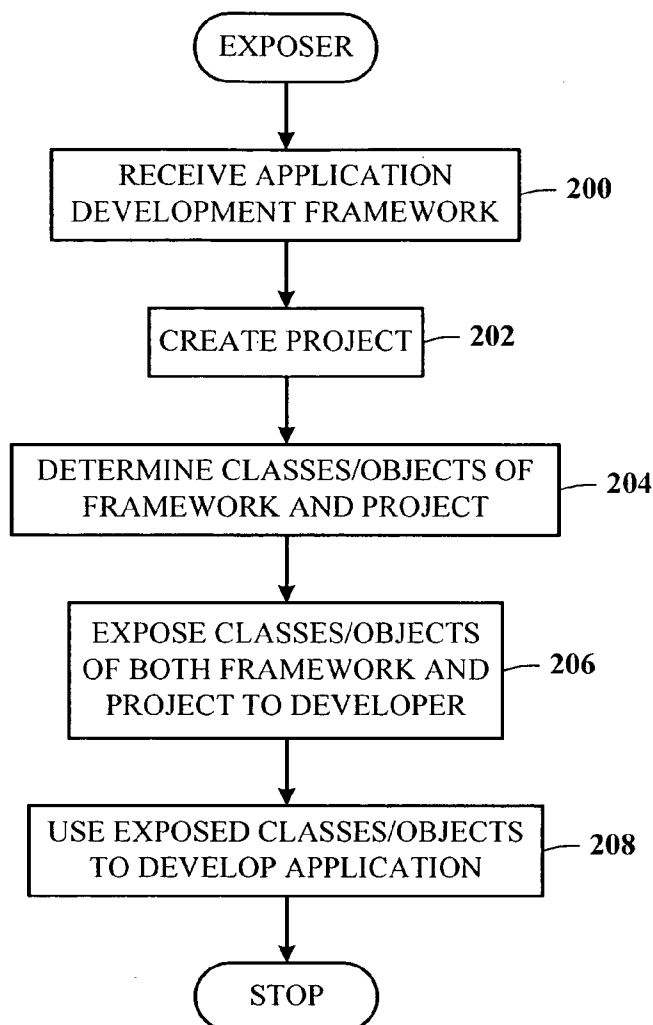 EXPOSER
RECEIVE APPLICATION
DEVELOPMENT FRAMEWORK
200
CREATE PROJECT
202
DETERMINE CLASSES/OBJECTS OF
FRAMEWORK AND PROJECT
204
EXPOSE CLASSES/OBJECTS
OF BOTH FRAMEWORK AND
PROJECT TO DEVELOPER
206
USE EXPOSED CLASSES/OBJECTS
TO DEVELOP APPLICATION
208
STOP